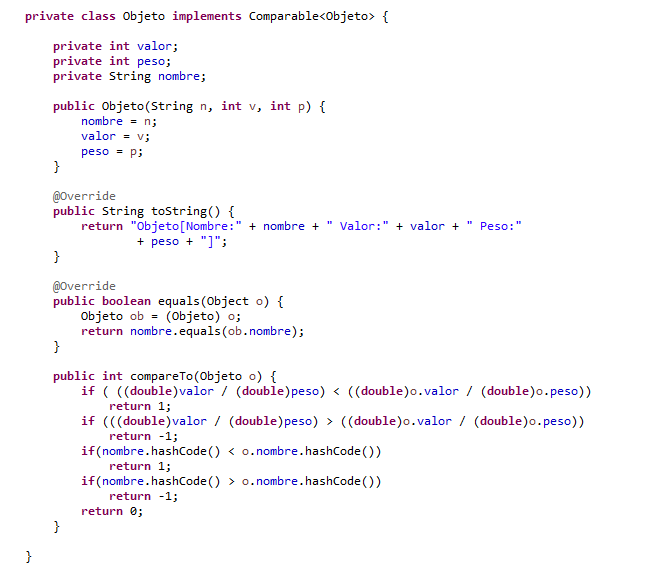 private class Objeto implements Comparable<Objeto> {
private int valor;
private int peso;
private String nombre;
public Objeto(String n, int v, int p) {
nombre = n;
valor = v;
peso = p;
}
@Override
public String toString() {
return "Objeto[Nombre:" + nombre + " Valor:" + valor + " Peso:"
+ peso + "]";
}
@Override
public boolean equals(Object o) {
Objeto ob = (Objeto) o;
return nombre.equals(ob.nombre);
}
public int compareTo(Objeto o) {
if ( ((double)valor / (double)peso) < ((double)o.valor / (double)o.peso))
return 1;
if (((double)valor / (double)peso) > ((double)o.valor / (double)o.peso))
return -1;
if(nombre.hashCode() < o.nombre.hashCode())
return 1;
if(nombre.hashCode() > o.nombre.hashCode())
return -1;
return 0;
}
}